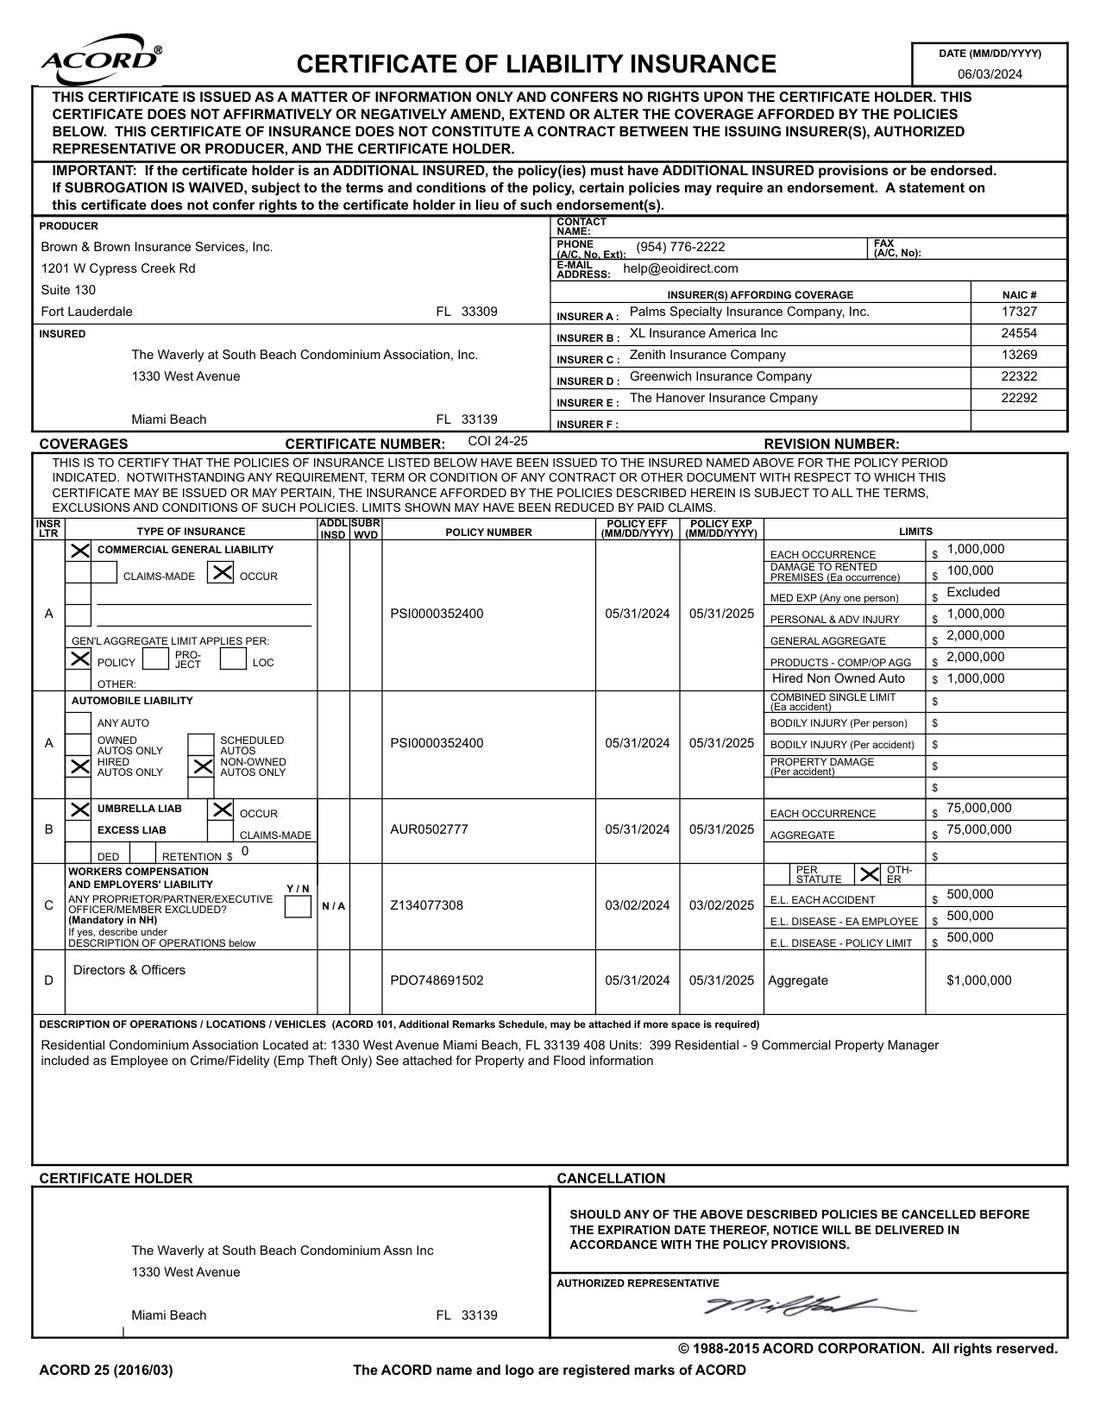 ACORD®
CERTIFICATE OF LIABILITY INSURANCE
DATE (MM/DD/YYYY)
06/03/2024
THIS CERTIFICATE IS ISSUED AS A MATTER OF INFORMATION ONLY AND CONFERS NO RIGHTS UPON THE CERTIFICATE HOLDER. THIS
CERTIFICATE DOES NOT AFFIRMATIVELY OR NEGATIVELY AMEND, EXTEND OR ALTER THE COVERAGE AFFORDED BY THE POLICIES
BELOW. THIS CERTIFICATE OF INSURANCE DOES NOT CONSTITUTE A CONTRACT BETWEEN THE ISSUING INSURER(S), AUTHORIZED
REPRESENTATIVE OR PRODUCER, AND THE CERTIFICATE HOLDER.
IMPORTANT: If the certificate holder is an ADDITIONAL INSURED, the policy(ies) must have ADDITIONAL INSURED provisions or be endorsed.
If SUBROGATION IS WAIVED, subject to the terms and conditions of the policy, certain policies may require an endorsement. A statement on
this certificate does not confer rights to the certificate holder in lieu of such endorsement(s).
PRODUCER
Brown & Brown Insurance Services, Inc.
1201 W Cypress Creek Rd
Suite 130
Fort Lauderdale FL 33309
CONTACT
NAME:
PHONE
(A/C, No, Ext): (954) 776-2222
FAX
(A/C, No):
E-MAIL
ADDRESS: help@eoidirect.com
INSURER(S) AFFORDING COVERAGE NAIC #
INSURER A : Palms Specialty Insurance Company, Inc. 17327
INSURED
The Waverly at South Beach Condominium Association, Inc.
1330 West Avenue
Miami Beach FL 33139
INSURER B : XL Insurance America Inc 24554
INSURER C : Zenith Insurance Company 13269
INSURER D : Greenwich Insurance Company 22322
INSURER E : The Hanover Insurance Cmpany 22292
INSURER F :
COVERAGES CERTIFICATE NUMBER: COI 24-25 REVISION NUMBER:
THIS IS TO CERTIFY THAT THE POLICIES OF INSURANCE LISTED BELOW HAVE BEEN ISSUED TO THE INSURED NAMED ABOVE FOR THE POLICY PERIOD
INDICATED. NOTWITHSTANDING ANY REQUIREMENT, TERM OR CONDITION OF ANY CONTRACT OR OTHER DOCUMENT WITH RESPECT TO WHICH THIS
CERTIFICATE MAY BE ISSUED OR MAY PERTAIN, THE INSURANCE AFFORDED BY THE POLICIES DESCRIBED HEREIN IS SUBJECT TO ALL THE TERMS,
EXCLUSIONS AND CONDITIONS OF SUCH POLICIES. LIMITS SHOWN MAY HAVE BEEN REDUCED BY PAID CLAIMS.
INSR
LTR
TYPE OF INSURANCE
ADDL
INSD
SUBR
WVD
POLICY NUMBER
POLICY EFF
(MM/DD/YYYY)
POLICY EXP
(MM/DD/YYYY)
LIMITS
A
X COMMERCIAL GENERAL LIABILITY
CLAIMS-MADE X OCCUR
GEN'L AGGREGATE LIMIT APPLIES PER:
X POLICY
PRO-
JECT
LOC
OTHER:
PSI0000352400 05/31/2024 05/31/2025
EACH OCCURRENCE $ 1,000,000
DAMAGE TO RENTED
PREMISES (Ea occurrence) $ 100,000
MED EXP (Any one person) $ Excluded
PERSONAL & ADV INJURY $ 1,000,000
GENERAL AGGREGATE $ 2,000,000
PRODUCTS - COMP/OP AGG $ 2,000,000
Hired Non Owned Auto $ 1,000,000
A
AUTOMOBILE LIABILITY
ANY AUTO
OWNED
AUTOS ONLY
SCHEDULED
AUTOS
X HIRED
AUTOS ONLY
X NON-OWNED
AUTOS ONLY
PSI0000352400 05/31/2024 05/31/2025
COMBINED SINGLE LIMIT
(Ea accident) $
BODILY INJURY (Per person) $
BODILY INJURY (Per accident) $
PROPERTY DAMAGE
(Per accident) $
$
B
X UMBRELLA LIAB X OCCUR
EXCESS LIAB CLAIMS-MADE
DED RETENTION $ 0
AUR0502777 05/31/2024 05/31/2025
EACH OCCURRENCE $ 75,000,000
AGGREGATE $ 75,000,000
$
C
WORKERS COMPENSATION
AND EMPLOYERS' LIABILITY
Y / N
ANY PROPRIETOR/PARTNER/EXECUTIVE
OFFICER/MEMBER EXCLUDED?
(Mandatory in NH)
If yes, describe under
DESCRIPTION OF OPERATIONS below
N / A
Z134077308 03/02/2024 03/02/2025
PER
STATUTE
X OTH-
ER
E.L. EACH ACCIDENT $ 500,000
E.L. DISEASE - EA EMPLOYEE $ 500,000
E.L. DISEASE - POLICY LIMIT $ 500,000
D
Directors & Officers
PDO748691502 05/31/2024 05/31/2025 Aggregate $1,000,000
DESCRIPTION OF OPERATIONS / LOCATIONS / VEHICLES (ACORD 101, Additional Remarks Schedule, may be attached if more space is required)
Residential Condominium Association Located at: 1330 West Avenue Miami Beach, FL 33139 408 Units: 399 Residential - 9 Commercial Property Manager
included as Employee on Crime/Fidelity (Emp Theft Only) See attached for Property and Flood information
CERTIFICATE HOLDER
The Waverly at South Beach Condominium Assn Inc
1330 West Avenue
Miami Beach FL 33139
CANCELLATION
SHOULD ANY OF THE ABOVE DESCRIBED POLICIES BE CANCELLED BEFORE
THE EXPIRATION DATE THEREOF, NOTICE WILL BE DELIVERED IN
ACCORDANCE WITH THE POLICY PROVISIONS.
AUTHORIZED REPRESENTATIVE
© 1988-2015 ACORD CORPORATION. All rights reserved.
ACORD 25 (2016/03) The ACORD name and logo are registered marks of ACORD